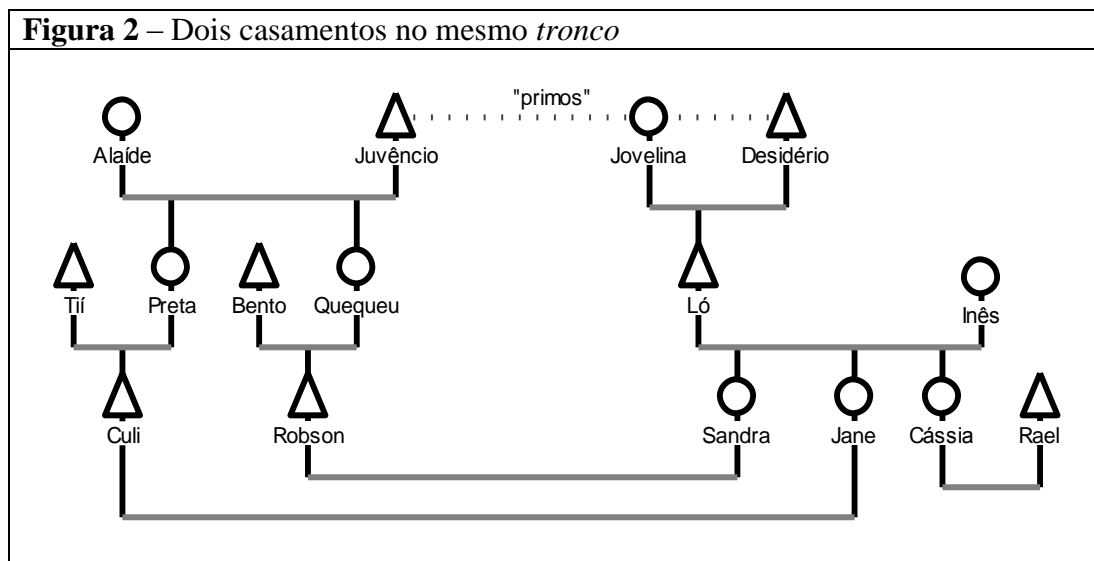 Figura 2 – Dois casamentos no mesmo tronco
"primos"
Alaíde Juvêncio Jovelina Desidério
Tií Preta Bento Quequeu Ló Inês
Culi Robson Sandra Jane Cássia Rael